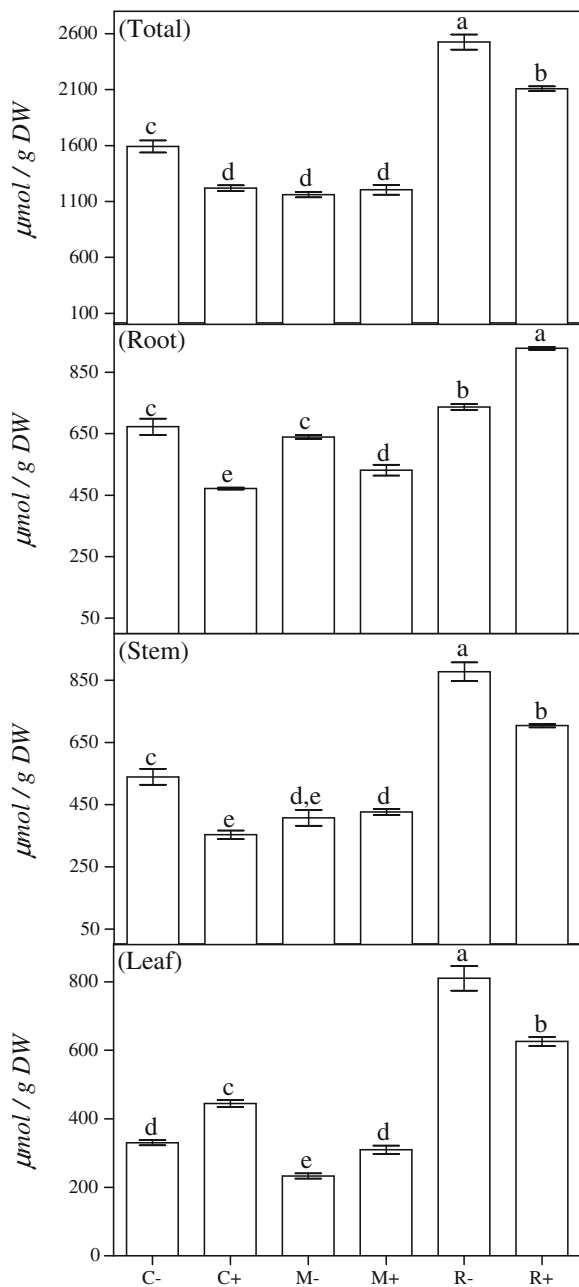 (Total)
μmol / g DW
2600
2100
1600
1100
600
100
c
d
d
d
a
b
(Root)
μmol / g DW
850
650
450
250
50
c
e
c
d
b
a
(Stem)
μmol / g DW
850
650
450
250
50
c
e
d,e
d
a
b
(Leaf)
μmol / g DW
800
600
400
200
0
d
c
e
d
a
b
C- C+ M- M+ R- R+